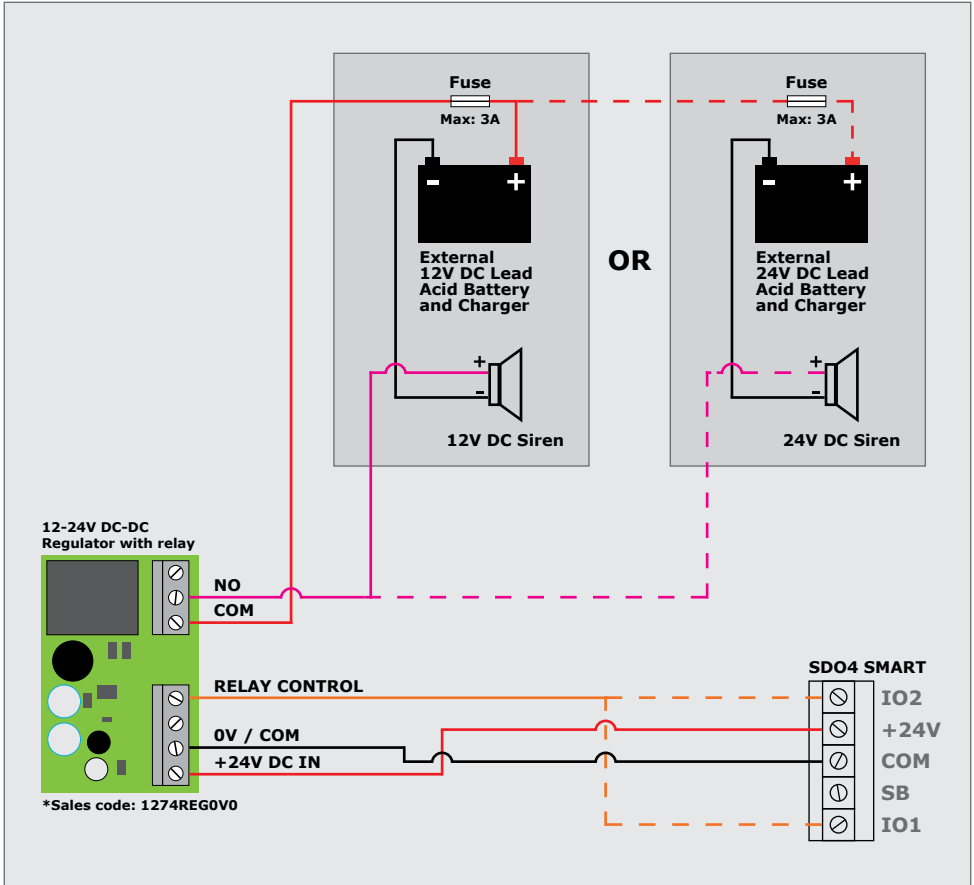 Fuse
Max: 3A
-
+
External
12V DC Lead
Acid Battery
and Charger
+
-
12V DC Siren
OR
Fuse
Max: 3A
-
+
External
24V DC Lead
Acid Battery
and Charger
+
-
24V DC Siren
12-24V DC-DC
Regulator with relay
NO
COM
RELAY CONTROL
0V / COM
+24V DC IN
*Sales code: 1274REG0V0
SDO4 SMART
IO2
+24V
COM
SB
IO1